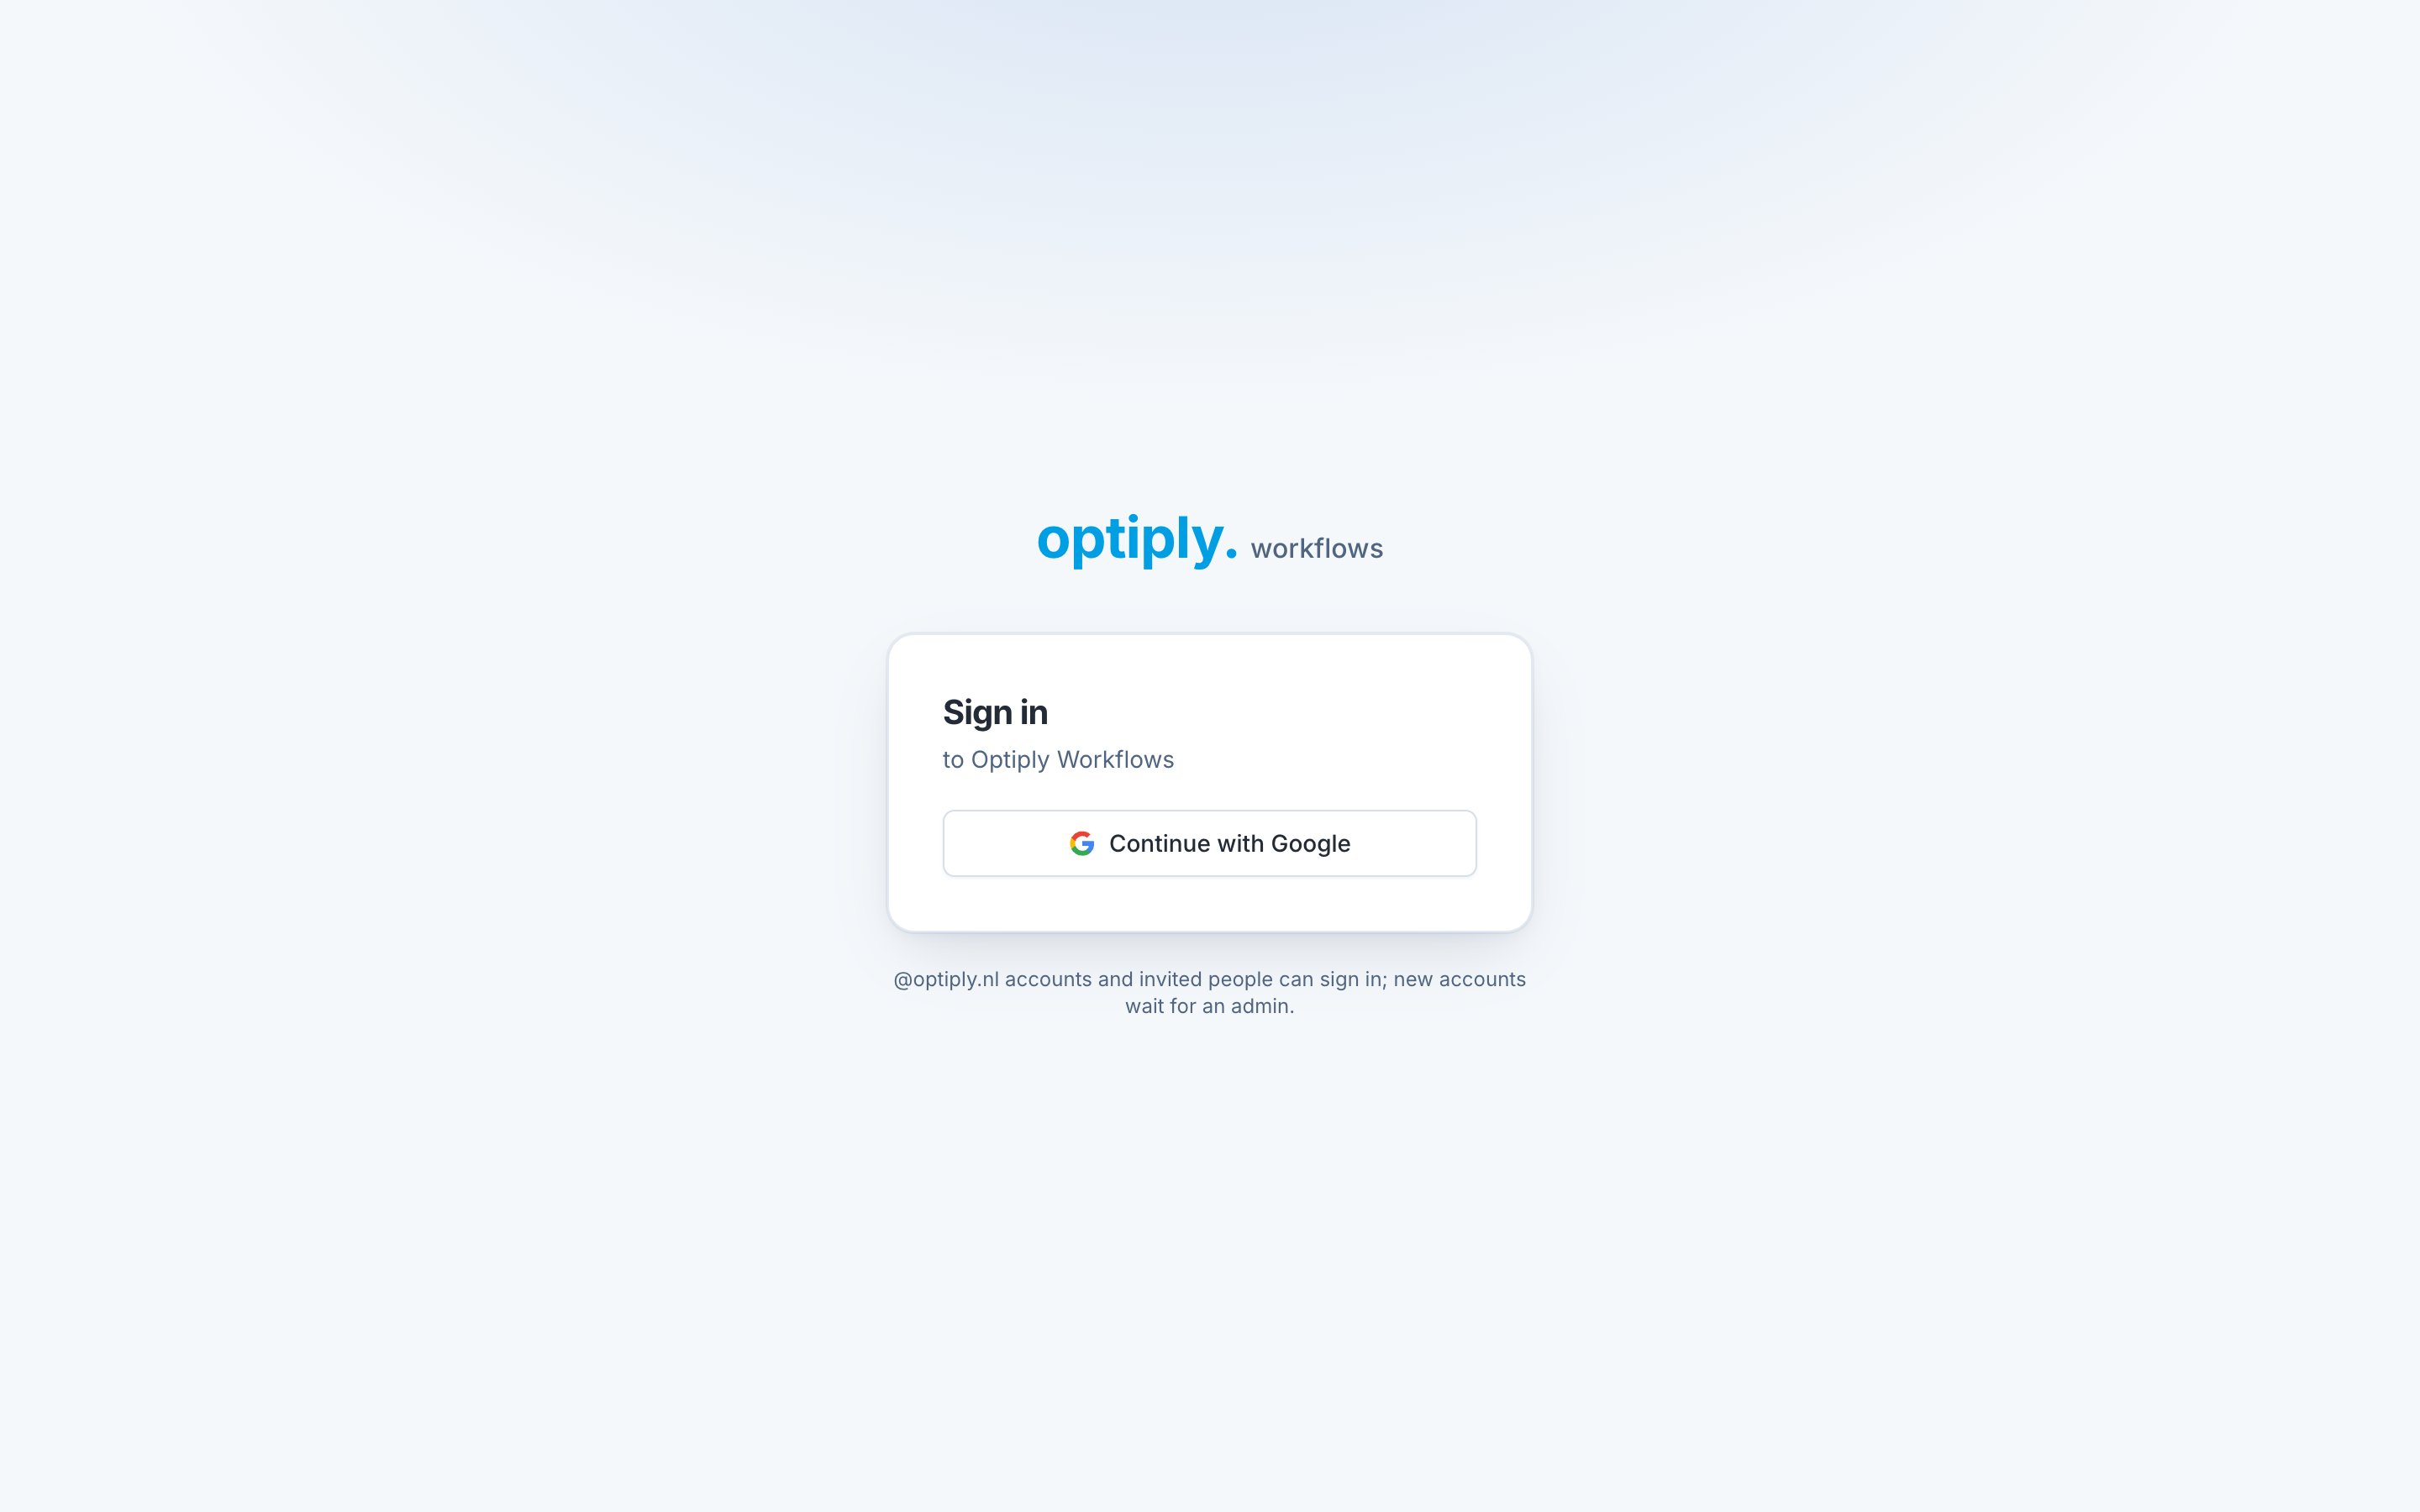 optiply. workflows
Sign in
to Optiply Workflows
Continue with Google
@optiply.nl accounts and invited people can sign in; new accounts
wait for an admin.